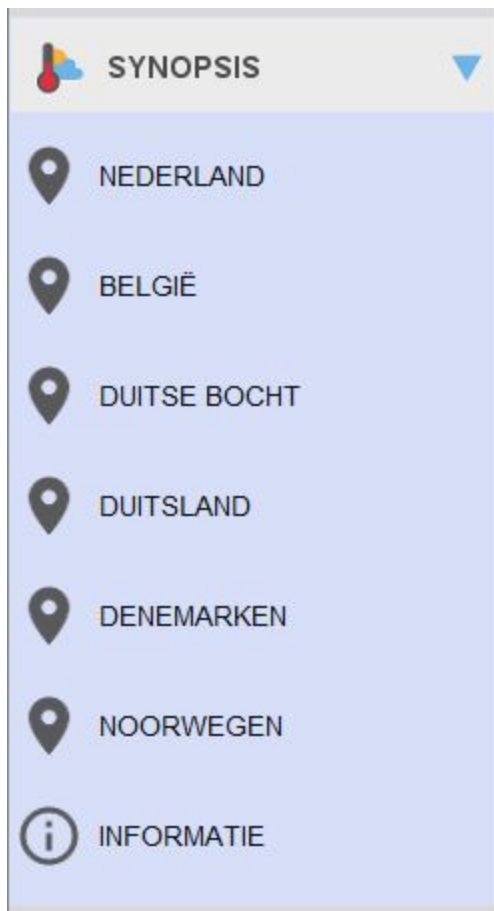 SYNOPSIS
NEDERLAND
BELGIË
DUITSE BOCHT
DUITSLAND
DENEMARKEN
NOORWEGEN
INFORMATIE